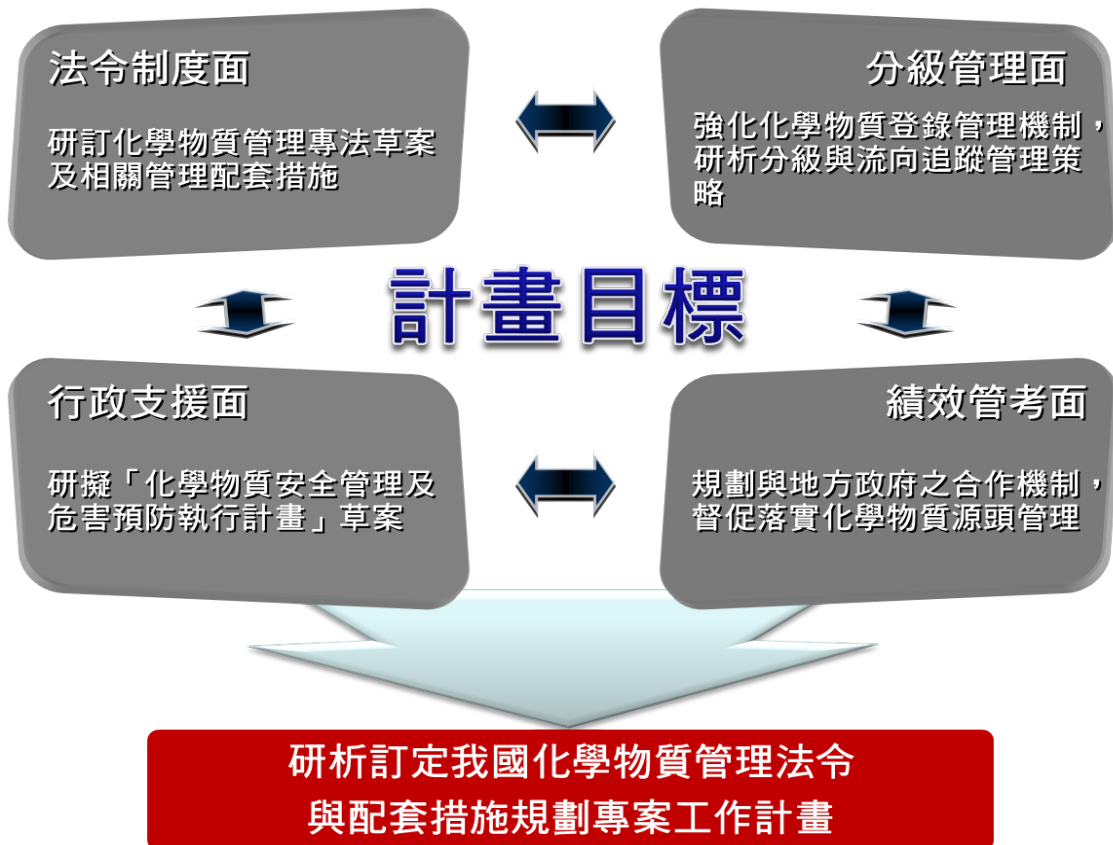 法令制度面
研訂化學物質管理專法草案
及相關管理配套措施
分級管理面
強化化學物質登錄管理機制，
研析分級與流向追蹤管理策
略
計畫目標
行政支援面
研擬「化學物質安全管理及
危害預防執行計畫」草案
績效管考面
規劃與地方政府之合作機制，
督促落實化學物質源頭管理
研析訂定我國化學物質管理法令
與配套措施規劃專案工作計畫